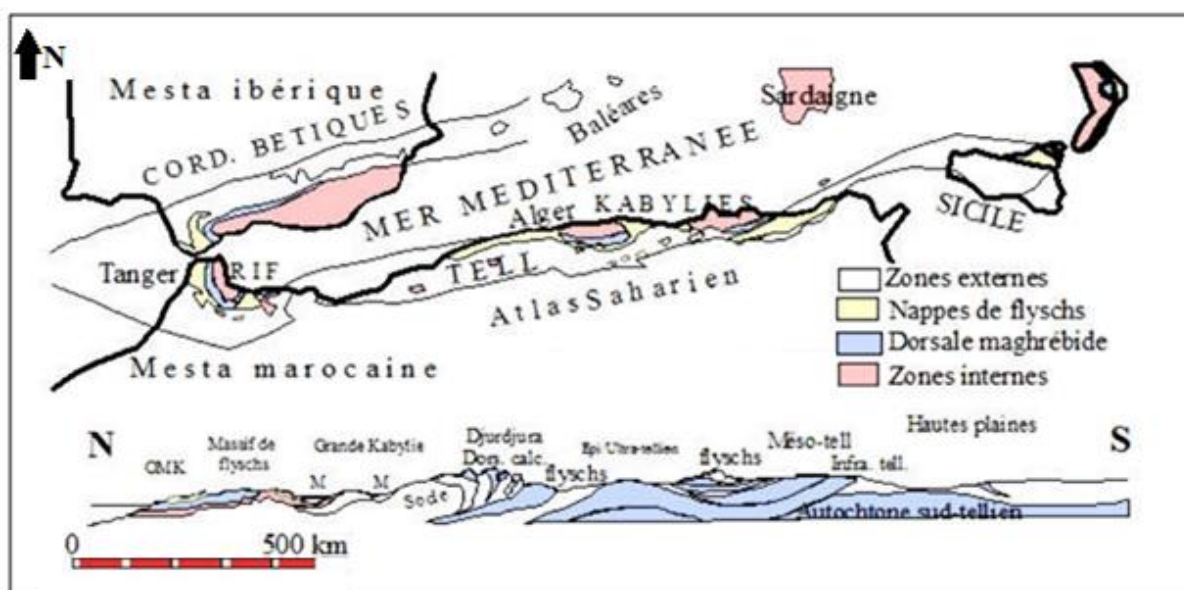 N
Mesta ibérique
CORD. BETIQUES
Baléares
Sardaigne
MER MEDITERRANEE
Alger KABYLIES
SICILE
Tanger
RIF
TELL
Atlas Saharien
Mesta marocaine
Zones externes
Nappes de flyschs
Dorsale maghrébide
Zones internes
N
S
OMK
Massif de
flyschs
Grande Kabylie
M
M
Sode
Djurdjura
Dors. calc.
flyschs
Epi Ultra-tellien
flyschs
Méso-tell
Infra. tell.
Hautes plaines
Autochtone sud-tellien
0
500 km